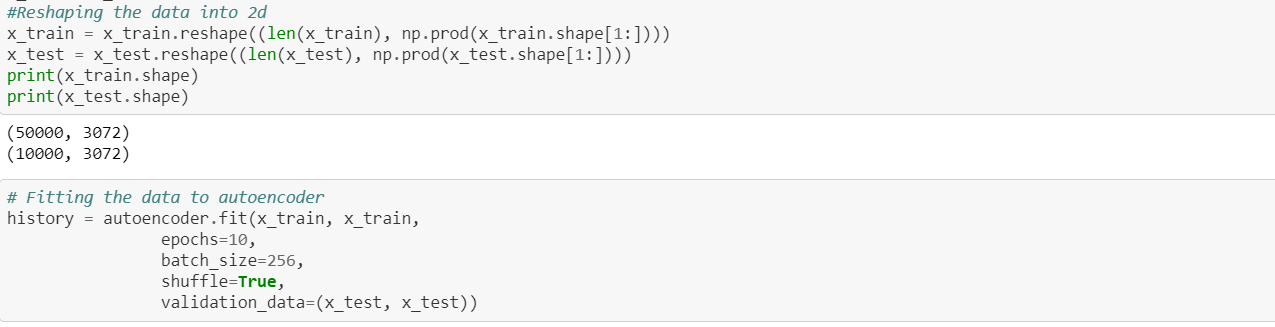 #Reshaping the data into 2d
x_train = x_train.reshape((len(x_train), np.prod(x_train.shape[1:])))
x_test = x_test.reshape((len(x_test), np.prod(x_test.shape[1:])))
print(x_train.shape)
print(x_test.shape)
(50000, 3072)
(10000, 3072)
# Fitting the data to autoencoder
history = autoencoder.fit(x_train, x_train,
                epochs=10,
                batch_size=256,
                shuffle=True,
                validation_data=(x_test, x_test))